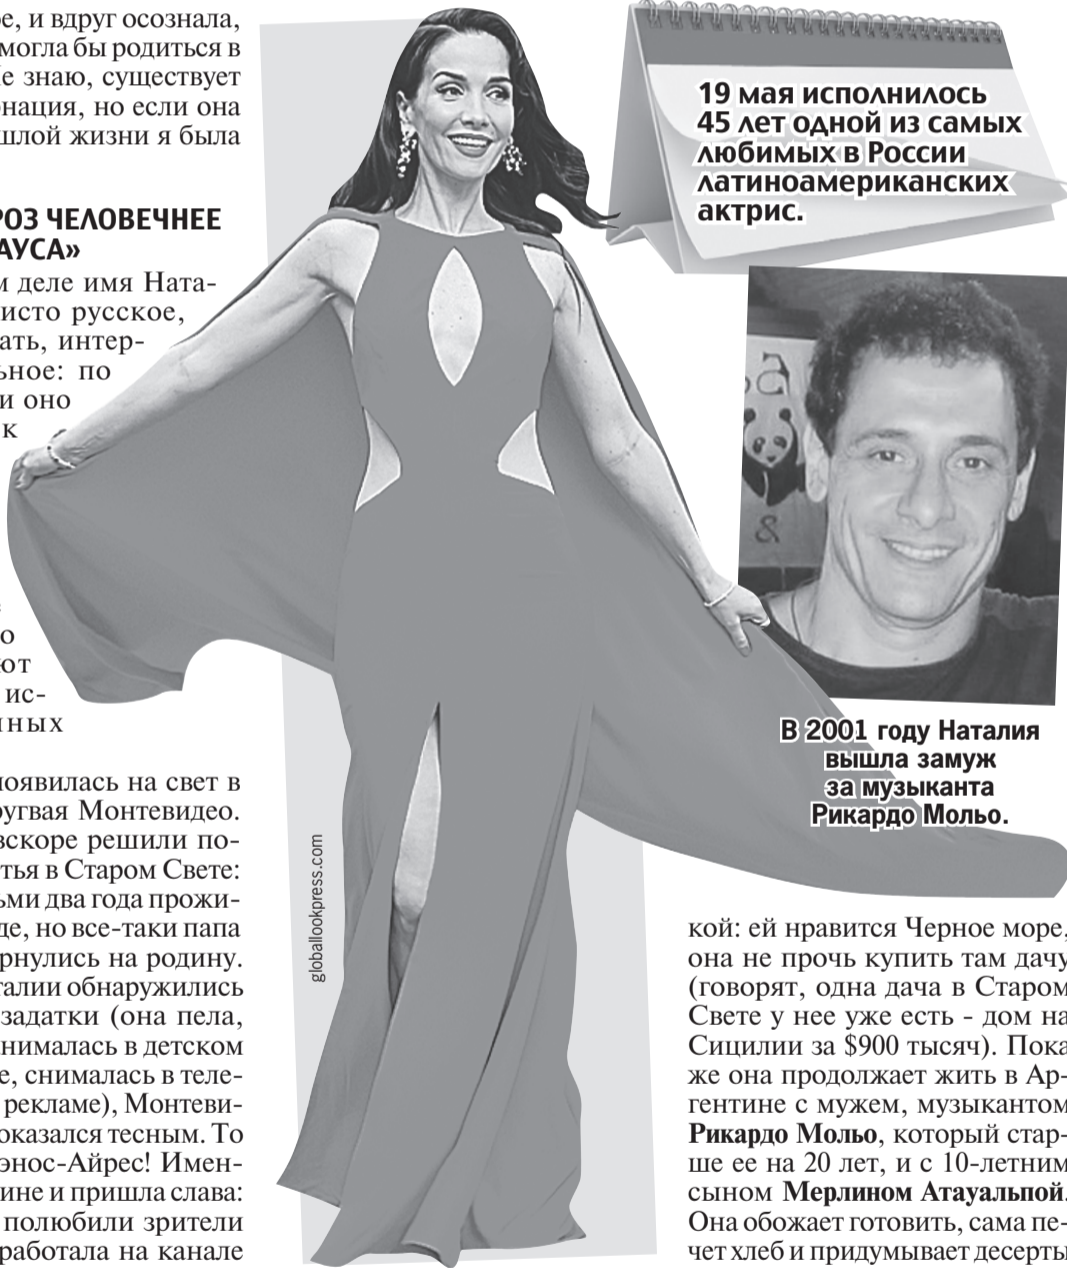 е, и вдруг осознала,
могла бы родиться в
е знаю, существует
рнация, но если она
шлой жизни я была
РОЗ ЧЕЛОВЕЧНЕЕ
АУСА»
м деле имя Ната-
исто русское,
ать, интер-
ьное: по
и оно
к
о
ют
ис-
нных
появилась на свет в
ругвая Монтевидео.
вскоре решили по-
тья в Старом Свете:
ьми два года прожи-
де, но все-таки папа
рнулись на родину.
талии обнаружились
задатки (она пела,
нималась в детском
е, снималась в теле-
рекламе), Монтеви-
оказался тесным. То
энос-Айрес! Имен-
ине и пришла слава:
полюбили зрители
работала на канале
19 мая исполнилось
45 лет одной из самых
любимых в России
латиноамериканских
актрис.
&
В 2001 году Наталия
вышла замуж
за музыканта
Рикардо Мольо.
globallookpress.com
кой: ей нравится Черное море,
она не прочь купить там дачу
(говорят, одна дача в Старом
Свете у нее уже есть - дом на
Сицилии за $900 тысяч). Пока
же она продолжает жить в Ар-
гентине с мужем, музыкантом
Рикардо Мольо, который стар-
ше ее на 20 лет, и с 10-летним
сыном Мерлином Атауальпой.
Она обожает готовить, сама пе-
чет хлеб и придумывает десерты